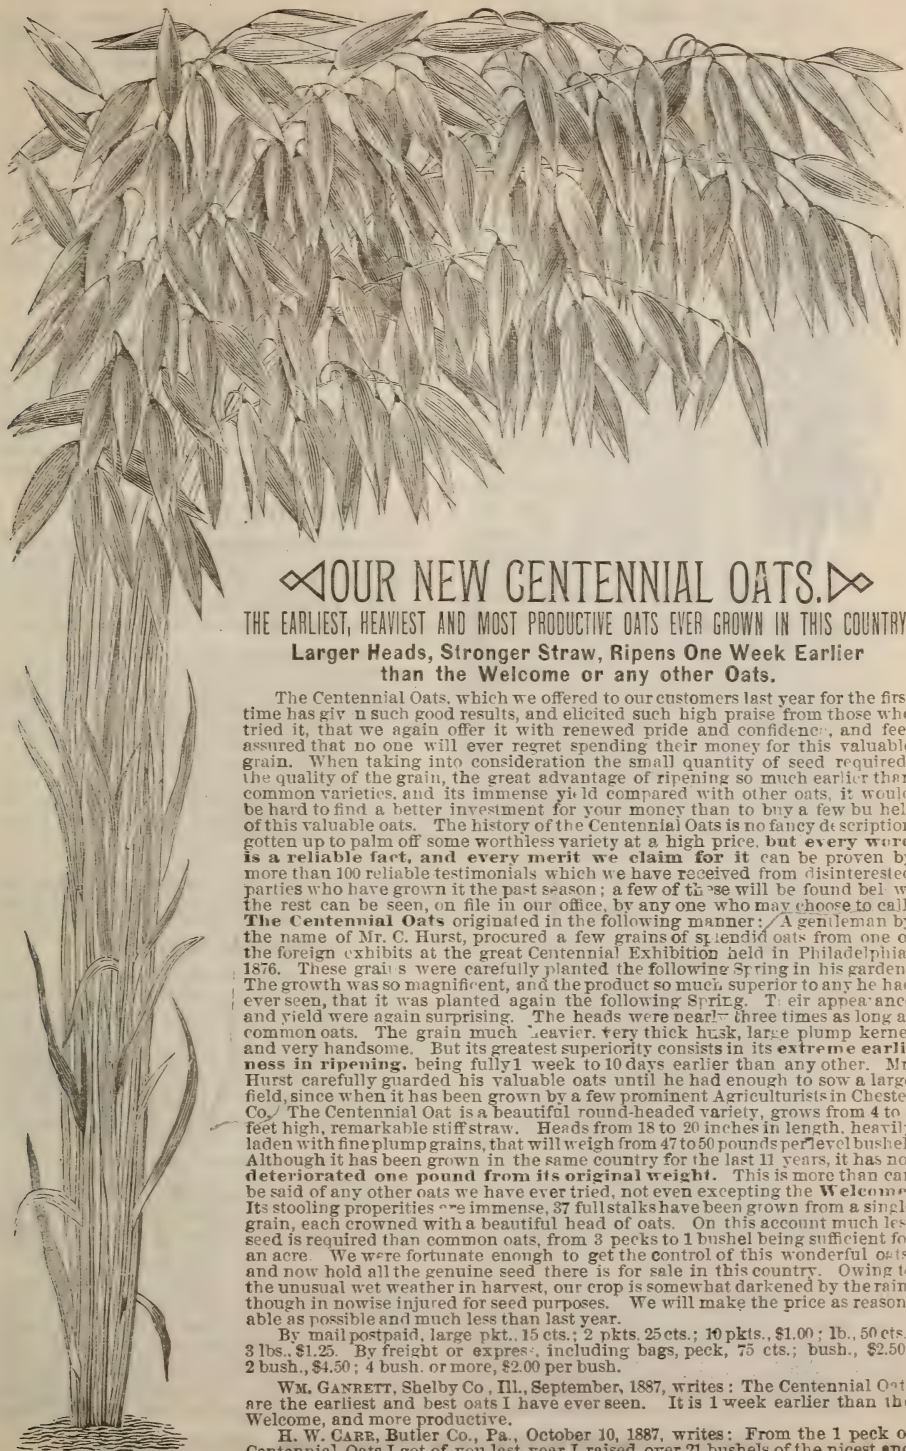 OUR NEW CENTENNIAL OATS.
THE EARLIEST, HEAVIEST AND MOST PRODUCTIVE OATS EVER GROWN IN THIS COUNTRY
Larger Heads, Stronger Straw, Ripens One Week Earlier
than the Welcome or any other Oats.
The Centennial Oats, which we offered to our customers last year for the firs
time has giv n such good results, and elicited such high praise from those who
tried it, that we again offer it with renewed pride and confidenc , and fee
assured that no one will ever regret spending their money for this valuabl
grain. When taking into consideration the small quantity of seed required
the quality of the grain, the great advantage of ripening so much earlier than
common varieties, and its immense yi ld compared with other oats, it would
be hard to find a better investment for your money than to buy a few bu hel
of this valuable oats. The history of the Centennial Oats is no fancy description
gotten up to palm off some worthless variety at a high price, but every word
is a reliable fact, and every merit we claim for it can be proven by
more than 100 reliable testimonials which we have received from disinterested
parties who have grown it the past season; a few of these will be found bel w
the rest can be seen, on file in our office, by any one who may choose to call
The Centennial Oats originated in the following manner: A gentleman by
the name of Mr. C. Hurst, procured a few grains of splendid oats from one o
the foreign exhibits at the great Centennial Exhibition held in Philadelphia
1876. These grai s were carefully planted the following Spring in his garden
The growth was so magnificent, and the product so much superior to any he had
ever seen, that it was planted again the following Spring. T eir appea anc
and yield were again surprising. The heads were nearly three times as long a
common oats. The grain much heavier, very thick husk, large plump kerne
and very handsome. But its greatest superiority consists in its extreme earli
ness in ripening, being fully 1 week to 10 days earlier than any other. Mr
Hurst carefully guarded his valuable oats until he had enough to sow a large
field, since when it has been grown by a few prominent Agriculturists in Cheste
Co. The Centennial Oat is a beautiful round-headed variety, grows from 4 to
feet high, remarkable stiff straw. Heads from 18 to 20 inches in length, heavily
laden with fine plump grains, that will weigh from 47 to 50 pounds per level bushel
Although it has been grown in the same country for the last 11 years, it has no
deteriorated one pound from its original weight. This is more than can
be said of any other oats we have ever tried, not even excepting the Welcome
Its stooling properities are immense, 37 full stalks have been grown from a singl
grain, each crowned with a beautiful head of oats. On this account much les
seed is required than common oats, from 3 pecks to 1 bushel being sufficient fo
an acre. We were fortunate enough to get the control of this wonderful oats
and now hold all the genuine seed there is for sale in this country. Owing t
the unusual wet weather in harvest, our crop is somewhat darkened by the rain
though in nowise injured for seed purposes. We will make the price as reason
able as possible and much less than last year.
By mail postpaid, large pkt., 15 cts.; 2 pkts. 25 cts.; 10 pkts., $1.00; lb., 50 cts.
3 lbs., $1.25. By freight or express, including bags, peck, 75 cts.; bush., $2.50
2 bush., $4.50; 4 bush. or more, $2.00 per bush.
WM. GANRETT, Shelby Co, Ill., September, 1887, writes: The Centennial Oat
are the earliest and best oats I have ever seen. It is 1 week earlier than the
Welcome, and more productive.
H. W. CARR, Butler Co., Pa., October 10, 1887, writes: From the 1 peck o
Centennial Oats I got of you last year I raised over 21 bushels of the nicest and